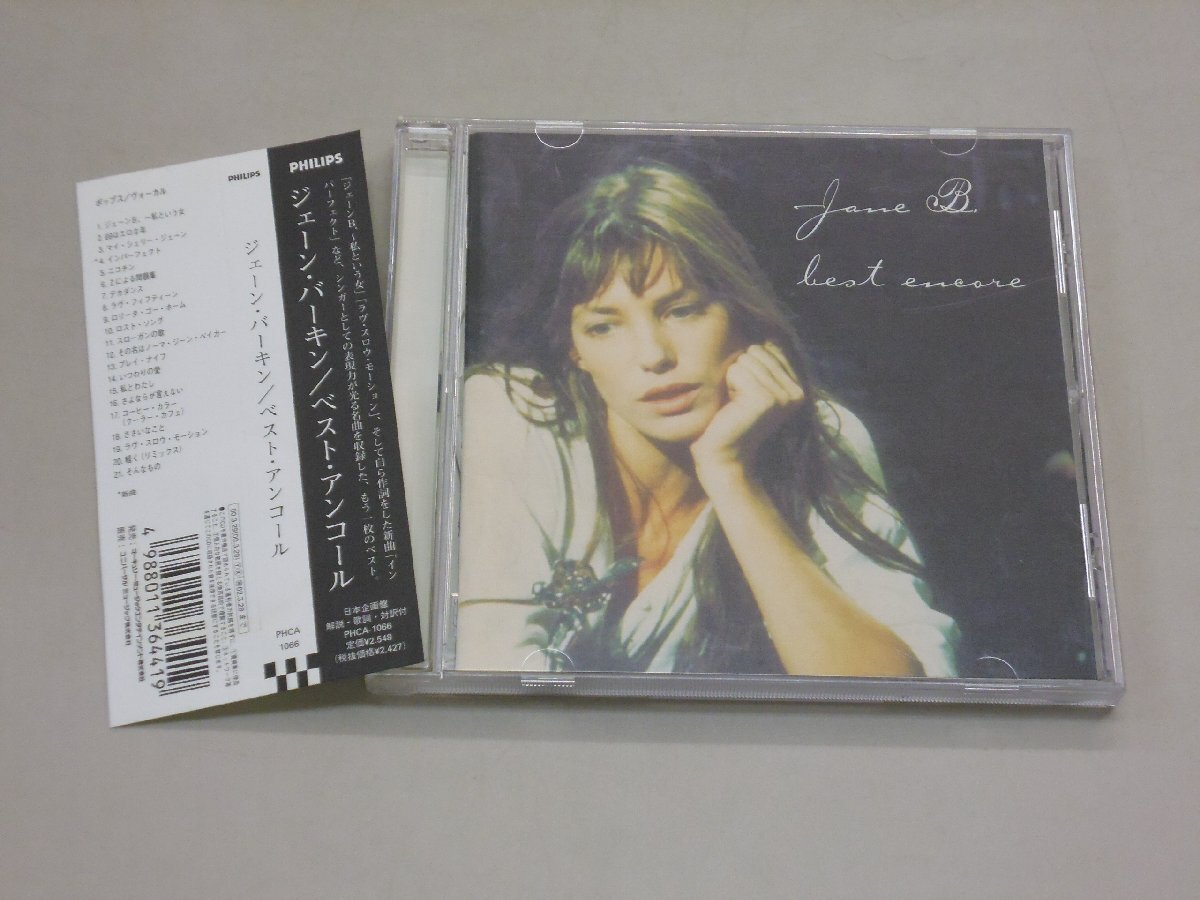 PHILIPS
ポップス/ヴォーカル
1. ジェーンB. ～私という女
2. 69はエロな年
3. マイ・シェリー・ジェーン
*4. インパーフェクト
5. ニコチン
6. 2による問題集
7. デカダンス
8. ラヴ・フィフティーン
9. ロリータ・ゴー・ホーム
10. ロスト・ソング
11. スローガンの歌
12. その名はノーマ・ジーン・ベイカー
13. プレイ・ナイフ
14. いつわりの愛
15. 私とわたし
16. さよならが言えない
17. コーヒー・カラー
(クーラー・カフェ)
18. ささいなこと
19. ラヴ・スロウ・モーション
20. 軽く(リミックス)
21. そんなもの
*新曲
4 988011 364419
ジェーン・バーキン/ベスト・アンコール
PHCA
1066
PHILIPS
「ジェーンB. ～私という女」「ラヴ・スロウ・モーション」、そして自ら作詞をした新曲「イン
パーフェクト」など、シンガーとしての表現力が光る名曲を収録した、もう一枚のベスト。
ジェーン・バーキン/ベスト・アンコール
日本企画盤
解説・歌詞・対訳付
PHCA-1066
定価¥2,548
(税抜価格¥2,427)
Jane B.
best encore